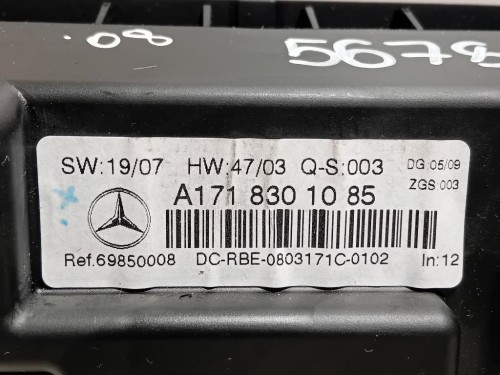 .08 5678
SW:19/07 HW:47/03 Q-S:003 DG:05/09
ZGS:003
A171 830 10 85
Ref.69850008 DC-RBE-0803171C-0102 In:12